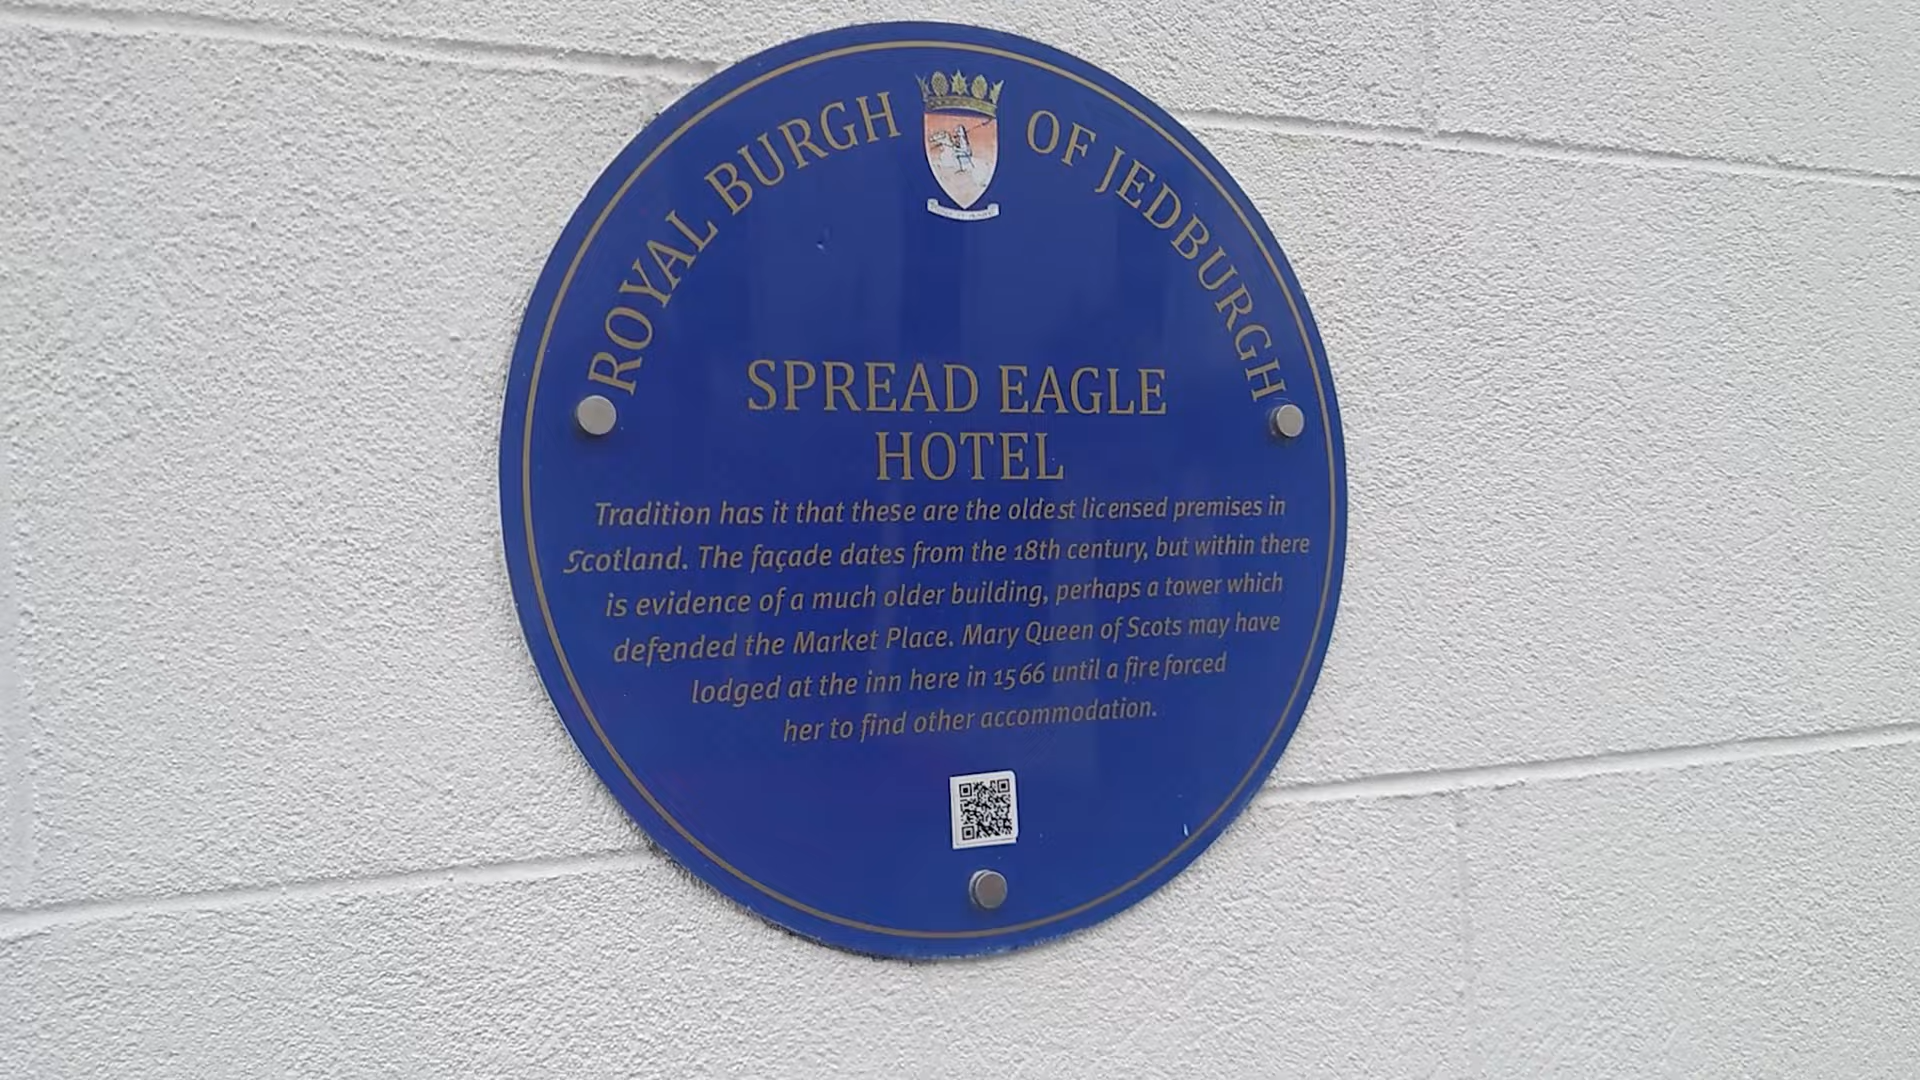 ROYAL BURGH OF JEDBURGH
SPREAD EAGLE
HOTEL
Tradition has it that these are the oldest licensed premises in
Scotland. The façade dates from the 18th century, but within there
is evidence of a much older building, perhaps a tower which
defended the Market Place. Mary Queen of Scots may have
lodged at the inn here in 1566 until a fire forced
her to find other accommodation.